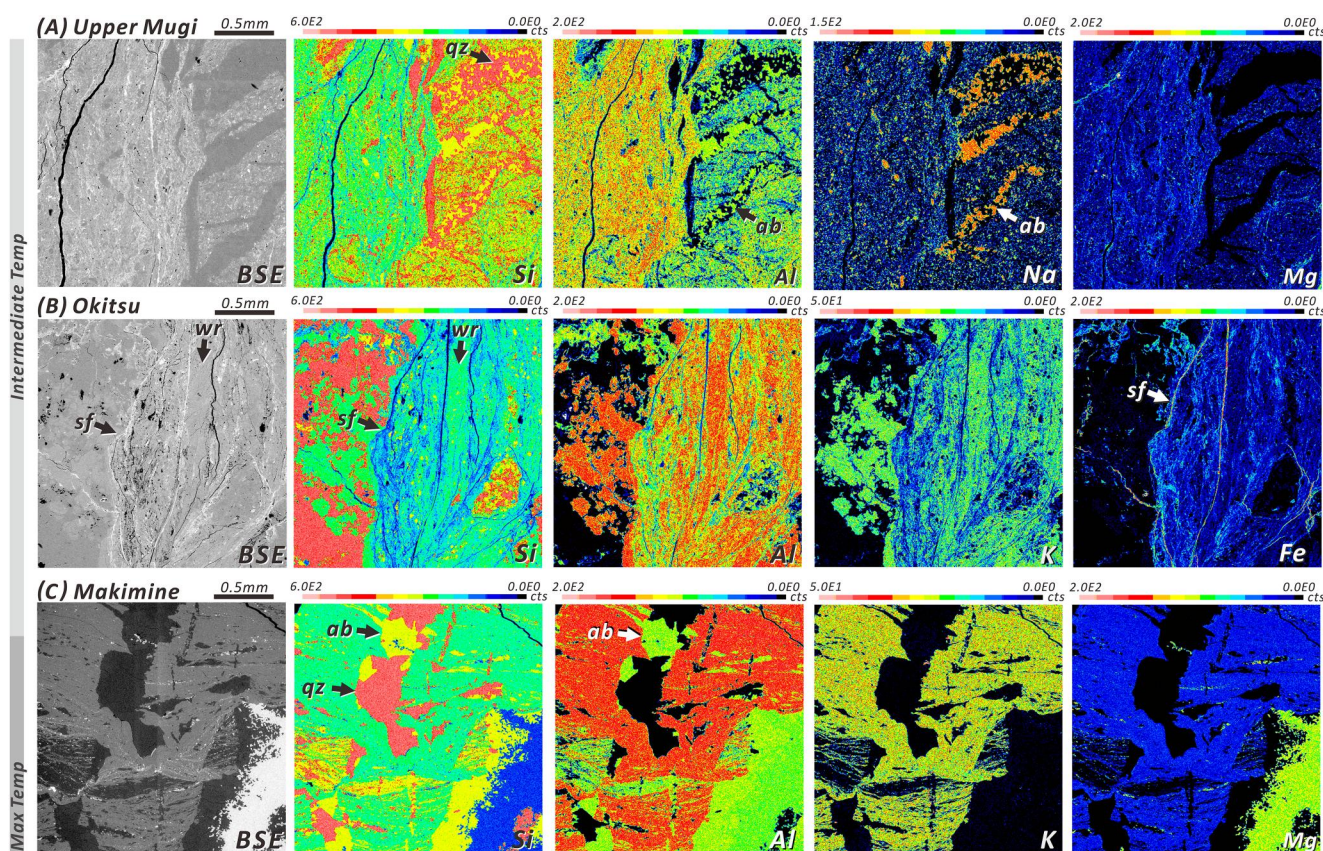 (A) Upper Mugi 0.5mm 6.0E2 0.0E0 2.0E2 0.0E0 1.5E2 0.0E0 2.0E2 0.0E0
cts cts cts cts
qz
ab
ab
BSE Si Al Na Mg
Intermediate Temp
(B) Okitsu 0.5mm 6.0E2 0.0E0 2.0E2 0.0E0 5.0E1 0.0E0 2.0E2 0.0E0
cts cts cts cts
wr wr
sf sf sf
BSE Si Al K Fe
(C) Makimine 0.5mm 6.0E2 0.0E0 2.0E2 0.0E0 5.0E1 0.0E0 2.0E2 0.0E0
cts cts cts cts
ab ab
qz
Max Temp
BSE Si Al K Mg